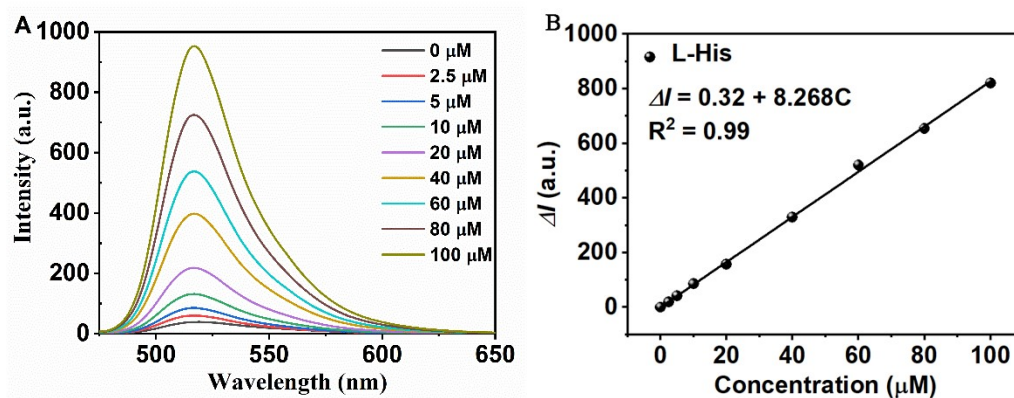 A
1000
800
600
400
200
0
Intensity (a.u.)
500
550
600
650
Wavelength (nm)
0 μM
2.5 μM
5 μM
10 μM
20 μM
40 μM
60 μM
80 μM
100 μM
B
1000
800
600
400
200
0
ΔI (a.u.)
0
20
40
60
80
100
Concentration (μM)
L-His
ΔI = 0.32 + 8.268C
R² = 0.99